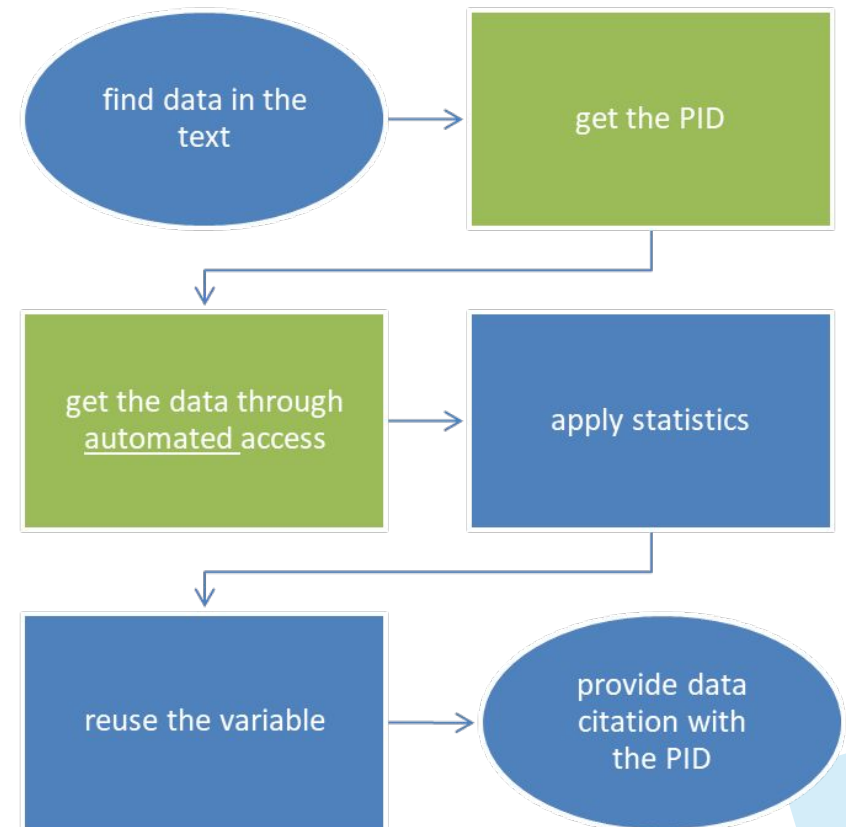 find data in the
text
get the PID
get the data through
automated access
apply statistics
reuse the variable
provide data
citation with
the PID